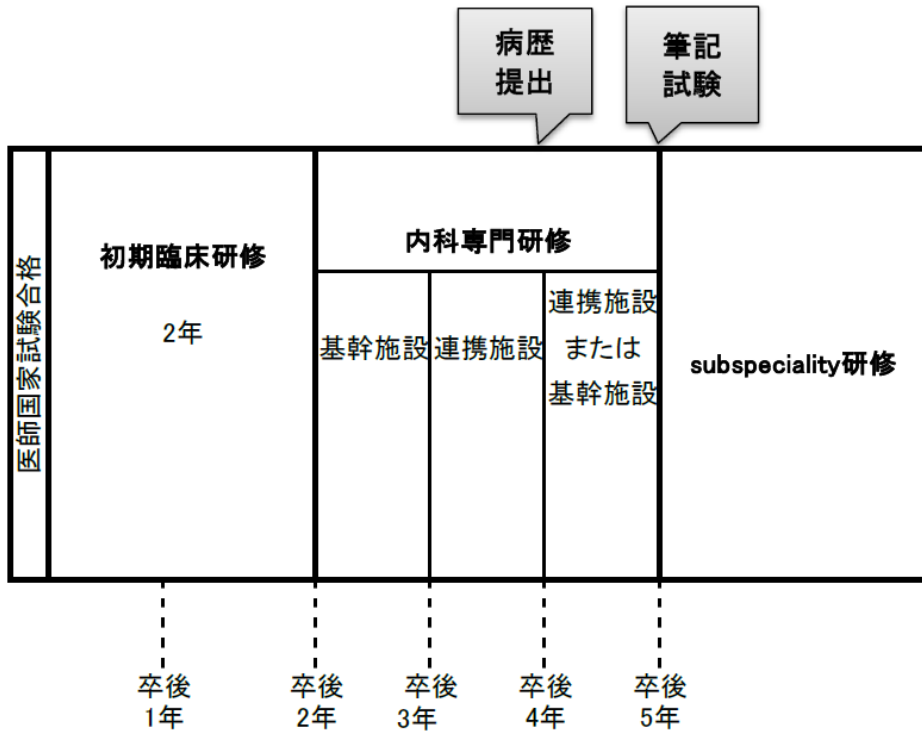 病歴
提出
筆記
試験
医師国家試験合格
初期臨床研修
2年
内科専門研修
基幹施設
連携施設
連携施設
または
基幹施設
subspeciality研修
卒後
1年
卒後
2年
卒後
3年
卒後
4年
卒後
5年